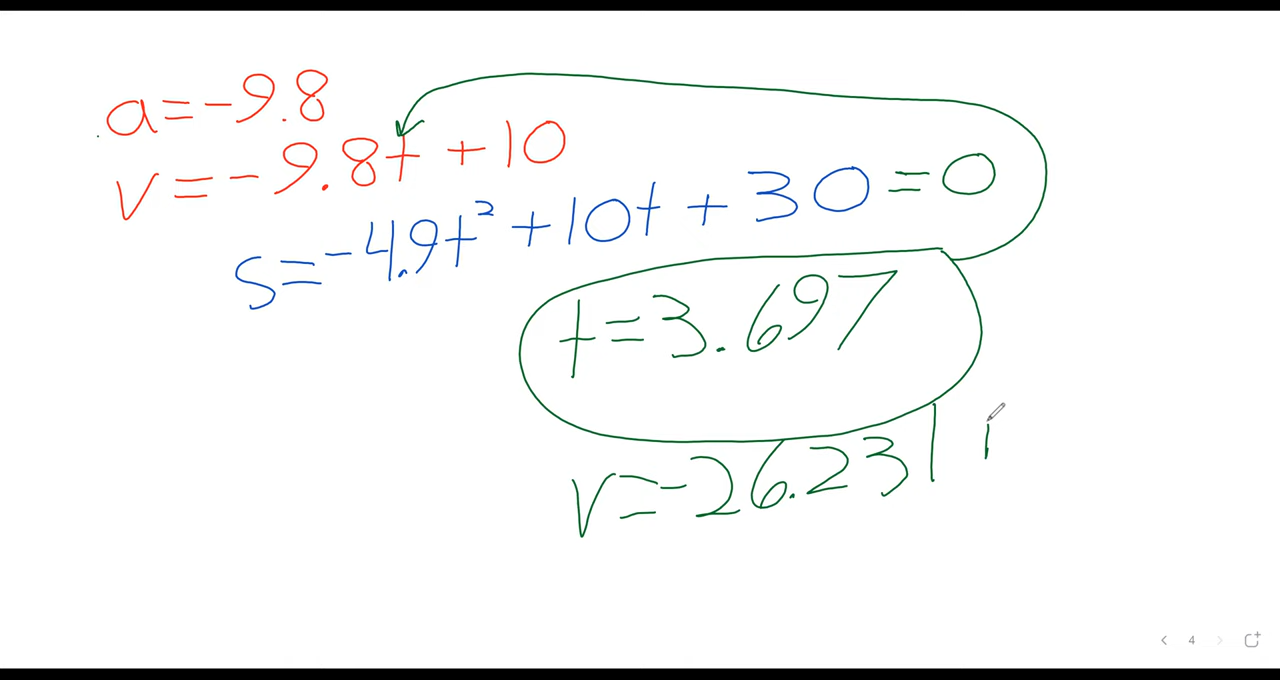 a=-9.8
v=-9.8t+10
s=-4.9t²+10t+30=0
t=3.697
v=-26.231
4